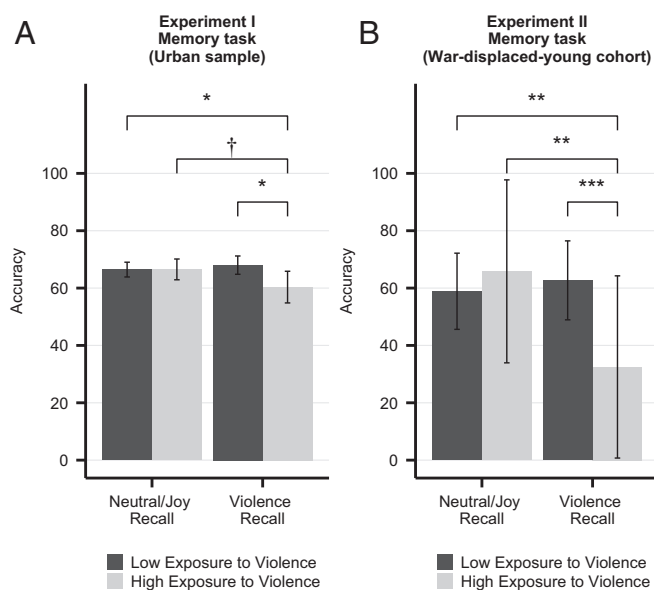 A
Experiment I
Memory task
(Urban sample)
*
†
*
100
80
60
40
20
0
Accuracy
Neutral/Joy
Recall
Violence
Recall
Low Exposure to Violence
High Exposure to Violence
B
Experiment II
Memory task
(War-displaced-young cohort)
**
**
***
100
80
60
40
20
0
Accuracy
Neutral/Joy
Recall
Violence
Recall
Low Exposure to Violence
High Exposure to Violence